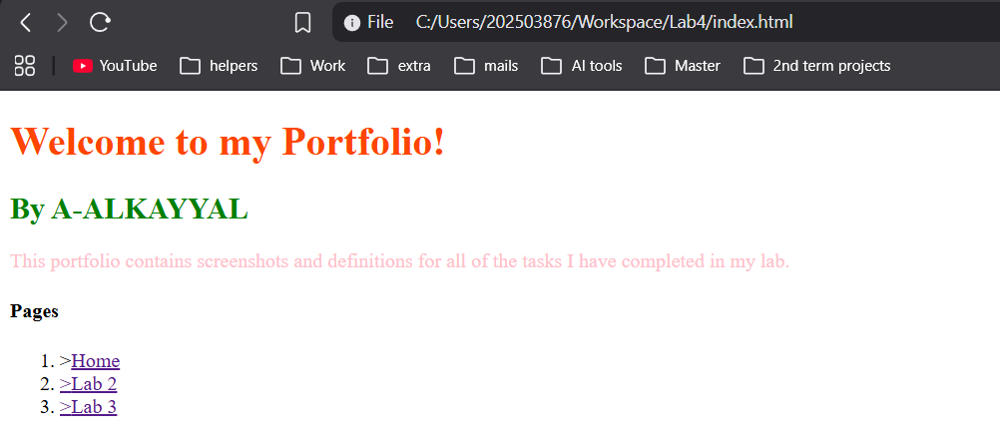 File C:/Users/202503876/Workspace/Lab4/index.html
YouTube helpers Work extra mails AI tools Master 2nd term projects
Welcome to my Portfolio!
By A-ALKAYYAL
This portfolio contains screenshots and definitions for all of the tasks I have completed in my lab.
Pages
1. >Home
2. >Lab 2
3. >Lab 3